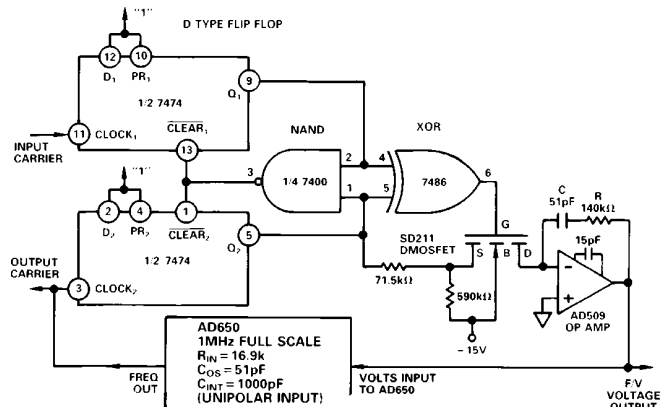 "1"
D TYPE FLIP FLOP
12
10
D1
PR1
9
Q1
1/2 7474
11
CLOCK1
CLEAR1
INPUT
CARRIER
13
NAND
XOR
"1"
3
2
1
1/4 7400
4
5
7486
6
2
4
1
D2
PR2
CLEAR2
5
Q2
1/2 7474
OUTPUT
CARRIER
3
CLOCK2
SD211
DMOSFET
G
S
B
D
71.5kΩ
590kΩ
– 15V
C
51pF
R
140kΩ
15pF
–
+
AD509
OP AMP
AD650
1MHz FULL SCALE
RIN = 16.9k
COS = 51pF
CINT = 1000pF
(UNIPOLAR INPUT)
FREQ
OUT
VOLTS INPUT
TO AD650
F/V
VOLTAGE
OUTPUT